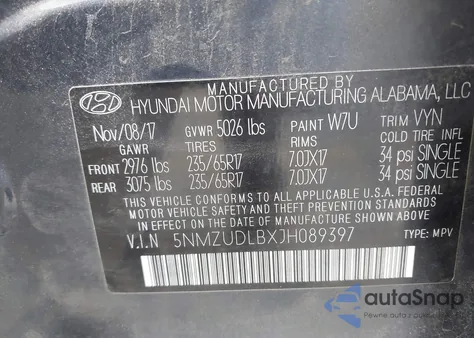 MANUFACTURED BY
HYUNDAI MOTOR MANUFACTURING ALABAMA, LLC
Nov/08/17 GVWR 5026 lbs PAINT W7U TRIM VYN
GAWR TIRES RIMS COLD TIRE INFL
FRONT 2976 lbs 235/65R17 7.0JX17 34 psi SINGLE
REAR 3075 lbs 235/65R17 7.0JX17 34 psi SINGLE
THIS VEHICLE CONFORMS TO ALL APPLICABLE U.S. FEDERAL
MOTOR VEHICLE SAFETY AND THEFT PREVENTION STANDARDS
IN EFFECT ON THE DATE OF MANUFACTURE SHOWN ABOVE.
V.I.N 5NMZUDLBXJH089397 TYPE: MPV
autoSnap
Pewne auto z